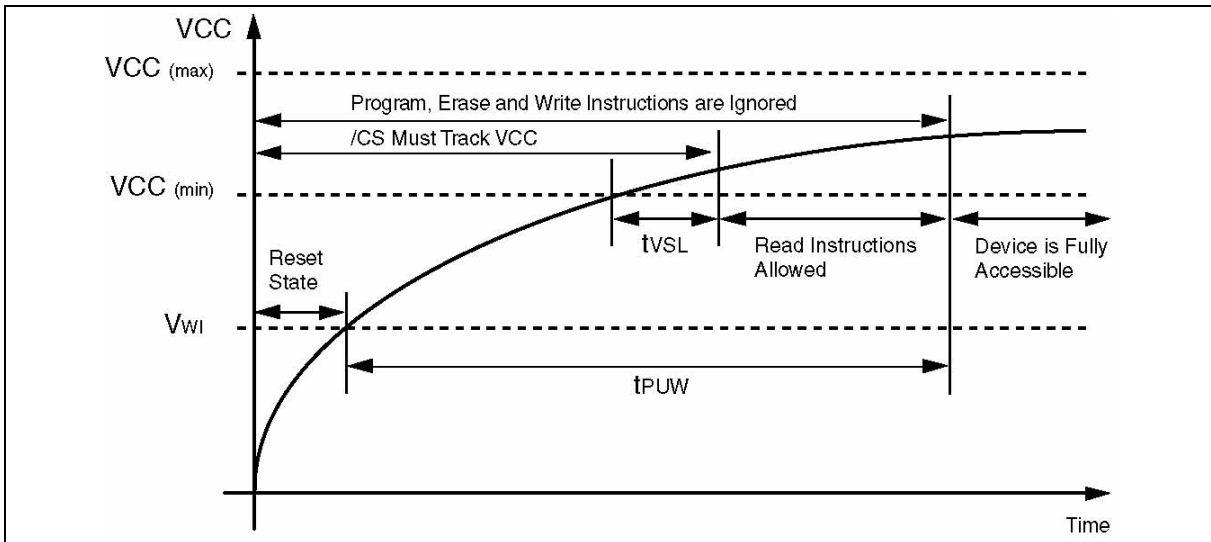 VCC
VCC (max)
Program, Erase and Write Instructions are Ignored
/CS Must Track VCC
VCC (min)
tVSL
Read Instructions
Allowed
Device is Fully
Accessible
Reset
State
VWI
tPUW
Time